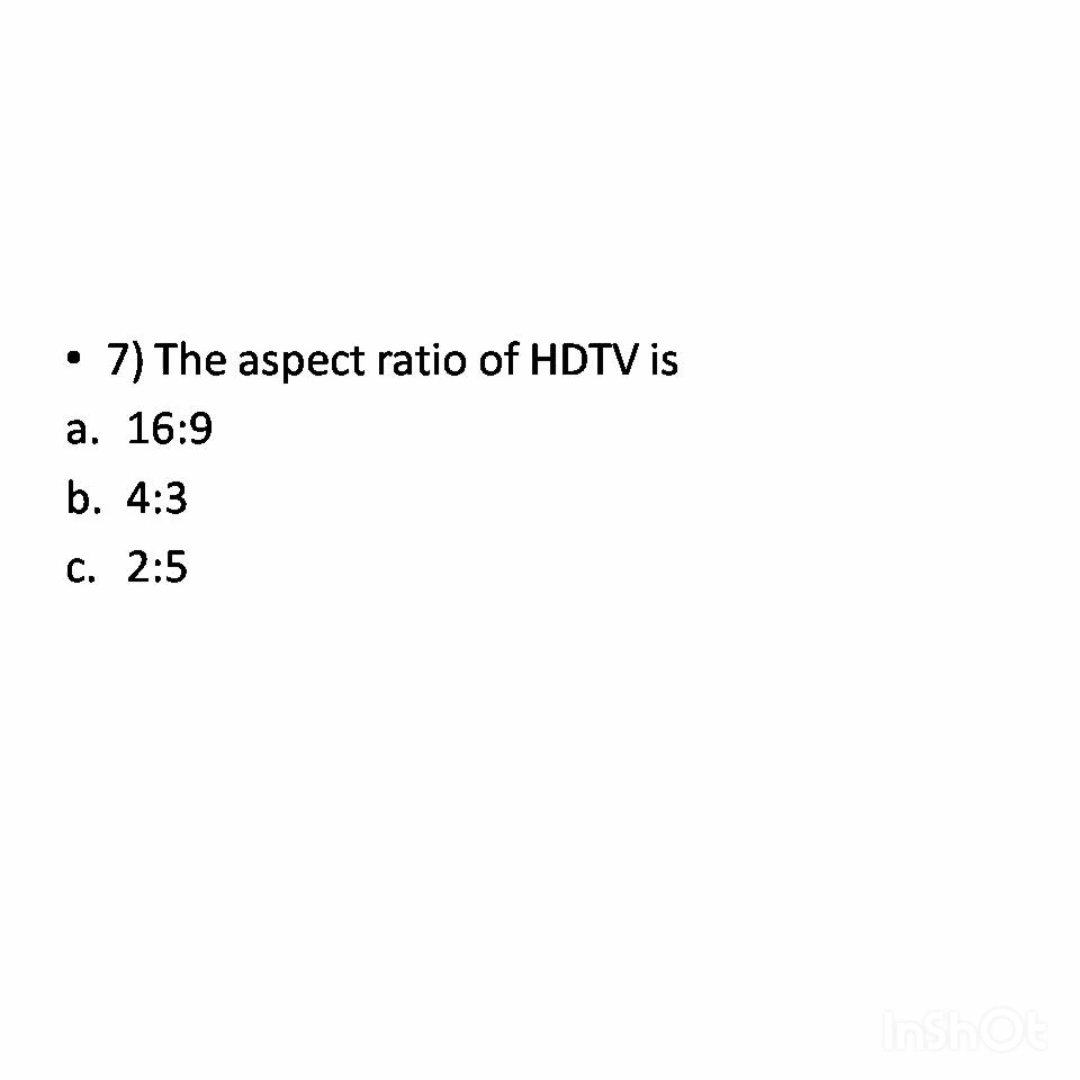 • 7) The aspect ratio of HDTV is
a. 16:9
b. 4:3
c. 2:5
InShOt